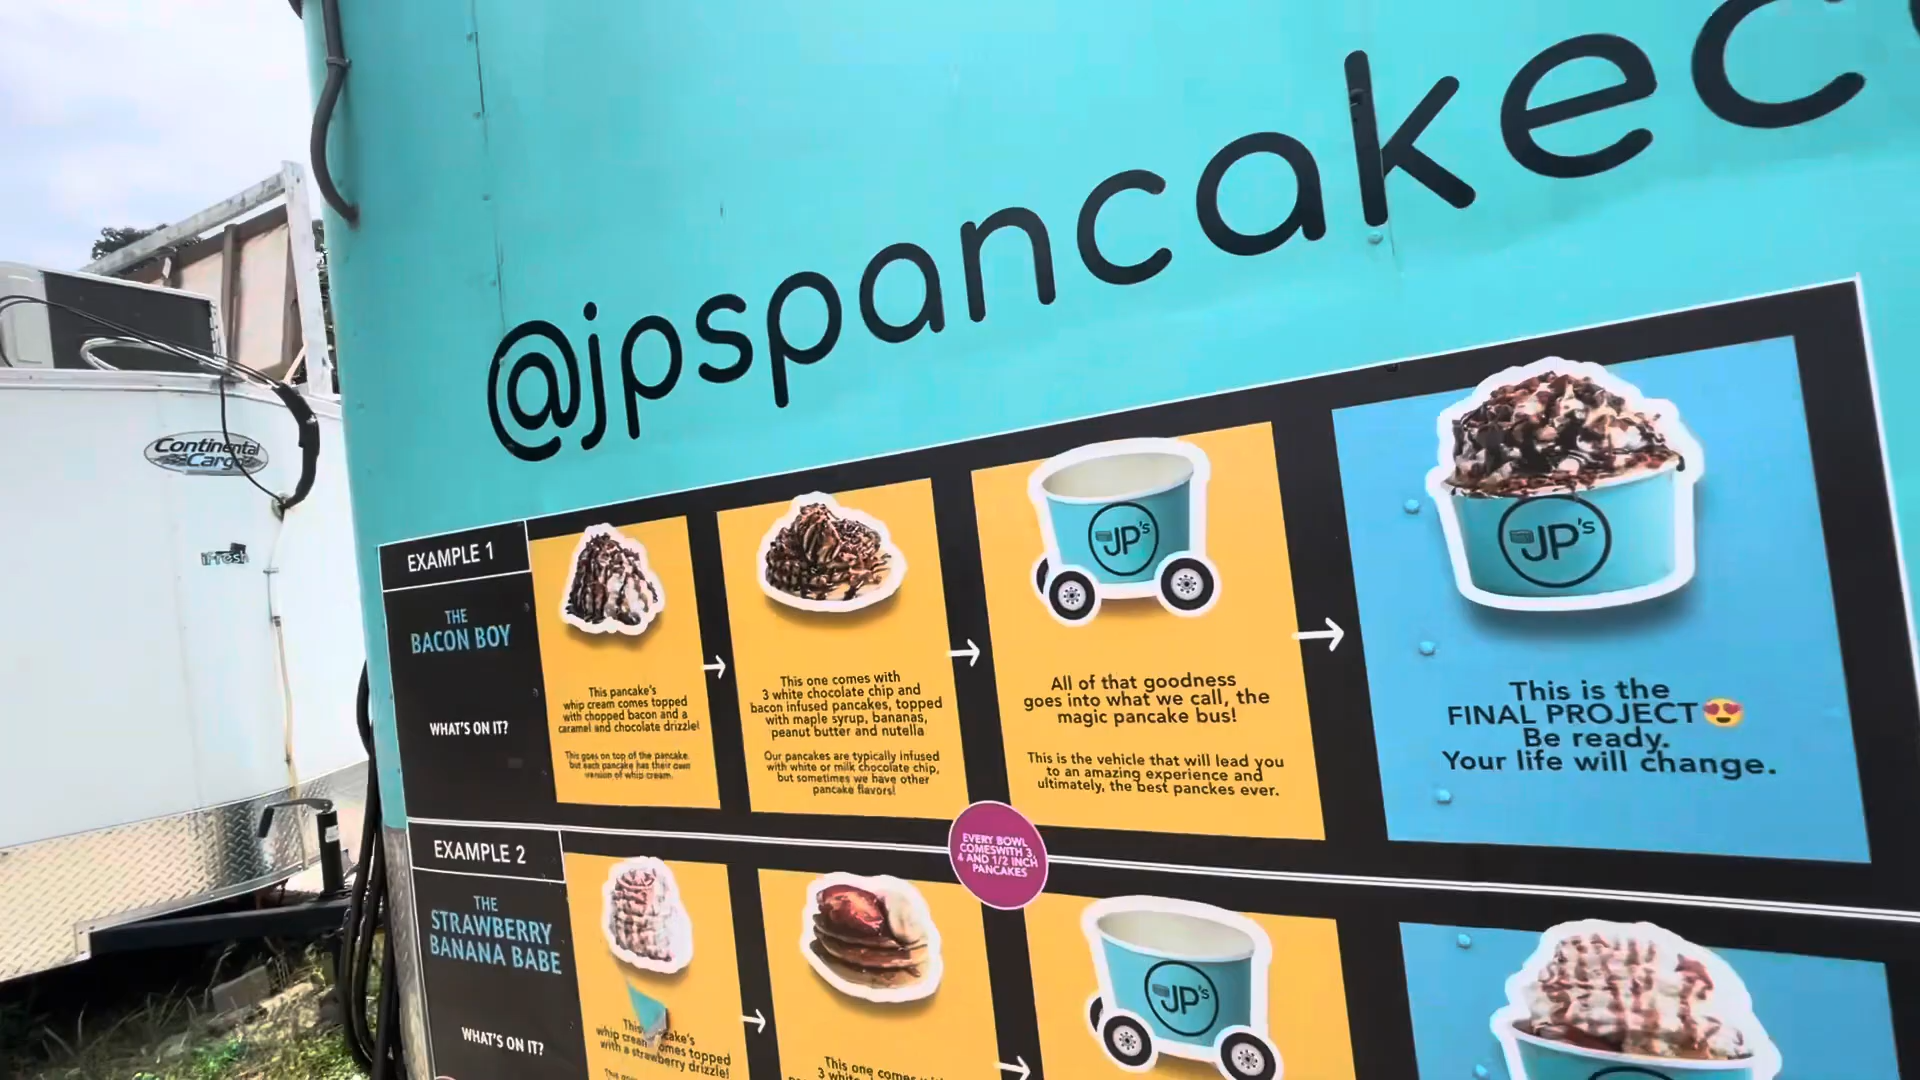 @jpspancakec
Continental
Cargo
iFresh
EXAMPLE 1
THE
BACON BOY
WHAT'S ON IT?
This pancake's
whip cream comes topped
with chopped bacon and a
caramel and chocolate drizzle!
This goes on top of the pancake,
but each pancake has their own
version of whip cream.
This one comes with
3 white chocolate chip and
bacon infused pancakes, topped
with maple syrup, bananas,
peanut butter and nutella
Our pancakes are typically infused
with white or milk chocolate chip,
but sometimes we have other
pancake flavors!
JP's
All of that goodness
goes into what we call, the
magic pancake bus!
This is the vehicle that will lead you
to an amazing experience and
ultimately, the best panckes ever.
JP's
This is the
FINAL PROJECT😍
Be ready.
Your life will change.
EVERY BOWL
COMESWITH 3,
4 AND 1/2 INCH
PANCAKES
EXAMPLE 2
THE
STRAWBERRY
BANANA BABE
WHAT'S ON IT?
This
whip cream comes topped
with a strawberry drizzle!
This one comes
3 white
JP's